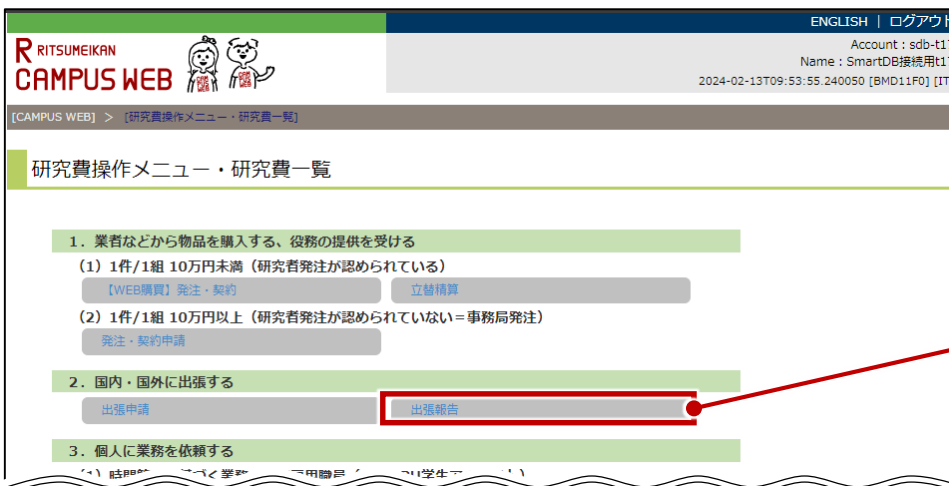 ENGLISH | ログアウト
R RITSUMEIKAN
CAMPUS WEB
Account : sdb-t17
Name : SmartDB接続用t17
2024-02-13T09:53:55.240050 [BMD11F0] [IT
[CAMPUS WEB] > [研究費操作メニュー・研究費一覧]
研究費操作メニュー・研究費一覧
1. 業者などから物品を購入する、役務の提供を受ける
(1) 1件/1組 10万円未満(研究者発注が認められている)
【WEB購買】発注・契約 立替精算
(2) 1件/1組 10万円以上(研究者発注が認められていない=事務局発注)
発注・契約申請
2. 国内・国外に出張する
出張申請 出張報告
3. 個人に業務を依頼する